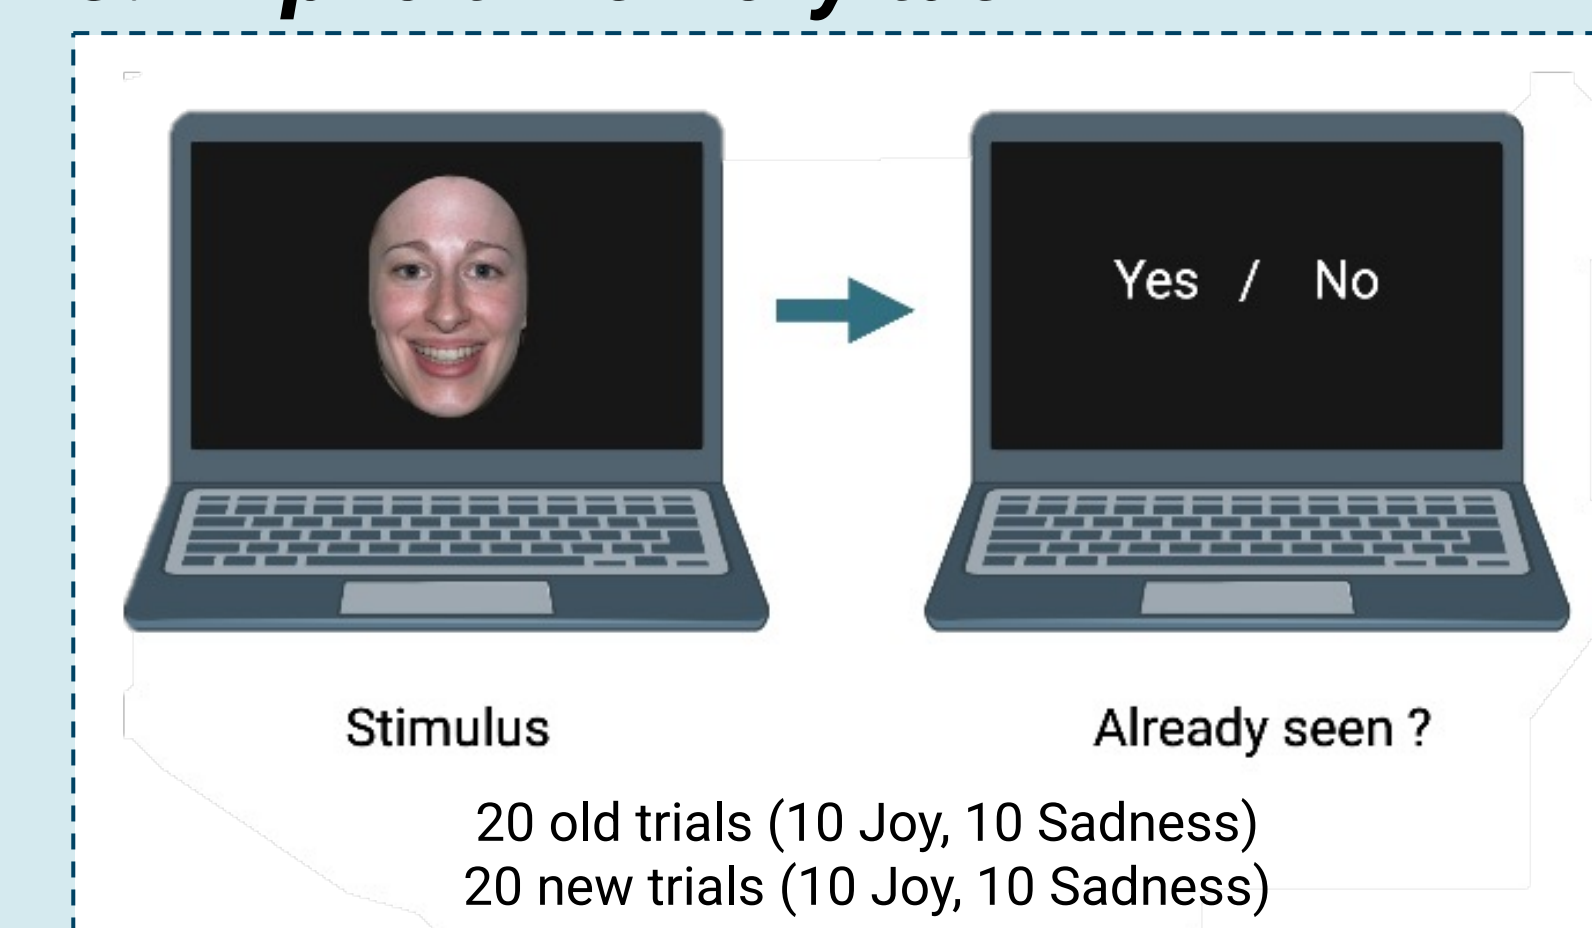 Yes / No
Stimulus
Already seen ?
20 old trials (10 Joy, 10 Sadness)
20 new trials (10 Joy, 10 Sadness)